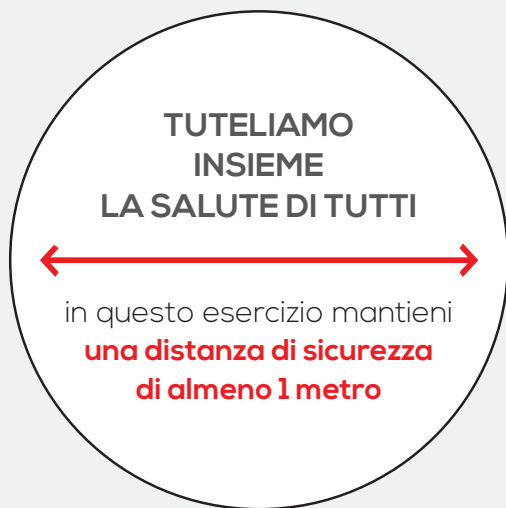 TUTELIAMO
INSIEME
LA SALUTE DI TUTTI
in questo esercizio mantieni
una distanza di sicurezza
di almeno 1 metro